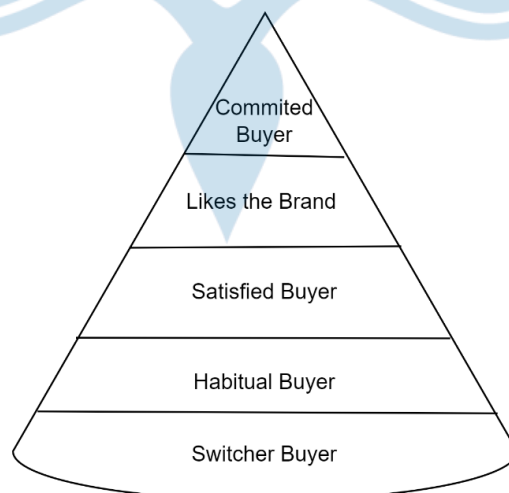 Commited
Buyer
Likes the Brand
Satisfied Buyer
Habitual Buyer
Switcher Buyer